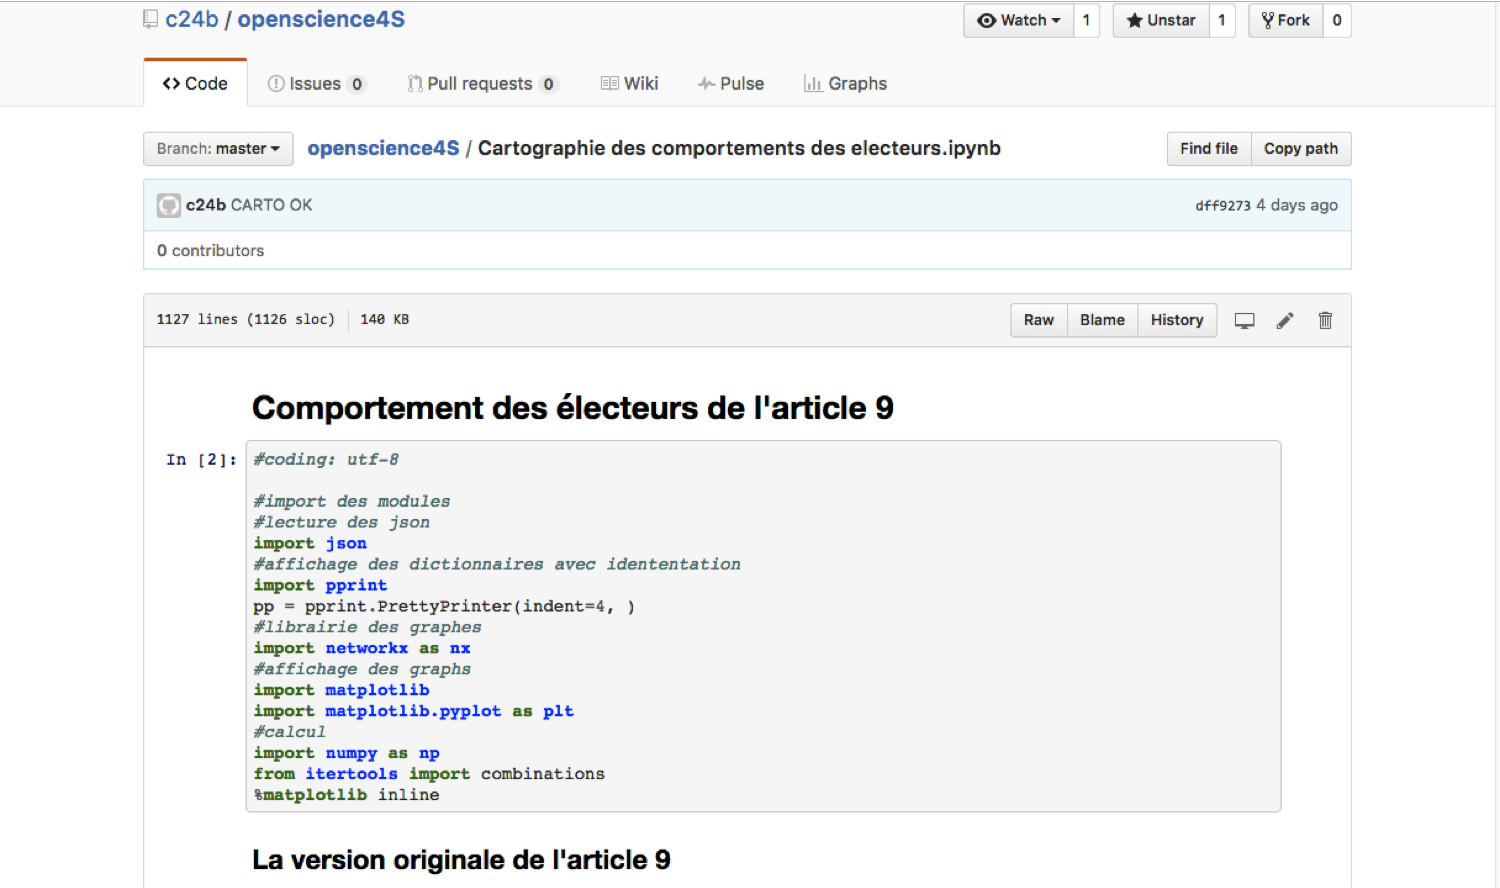 c24b / openscience4S
Watch 1 Unstar 1 Fork 0
Code Issues 0 Pull requests 0 Wiki Pulse Graphs
Branch: master openscience4S / Cartographie des comportements des electeurs.ipynb Find file Copy path
c24b CARTO OK dff9273 4 days ago
0 contributors
1127 lines (1126 sloc) 140 KB Raw Blame History
Comportement des électeurs de l'article 9
In [2]: #coding: utf-8
#import des modules
#lecture des json
import json
#affichage des dictionnaires avec idententation
import pprint
pp = pprint.PrettyPrinter(indent=4, )
#librairie des graphes
import networkx as nx
#affichage des graphs
import matplotlib
import matplotlib.pyplot as plt
#calcul
import numpy as np
from itertools import combinations
%matplotlib inline
La version originale de l'article 9